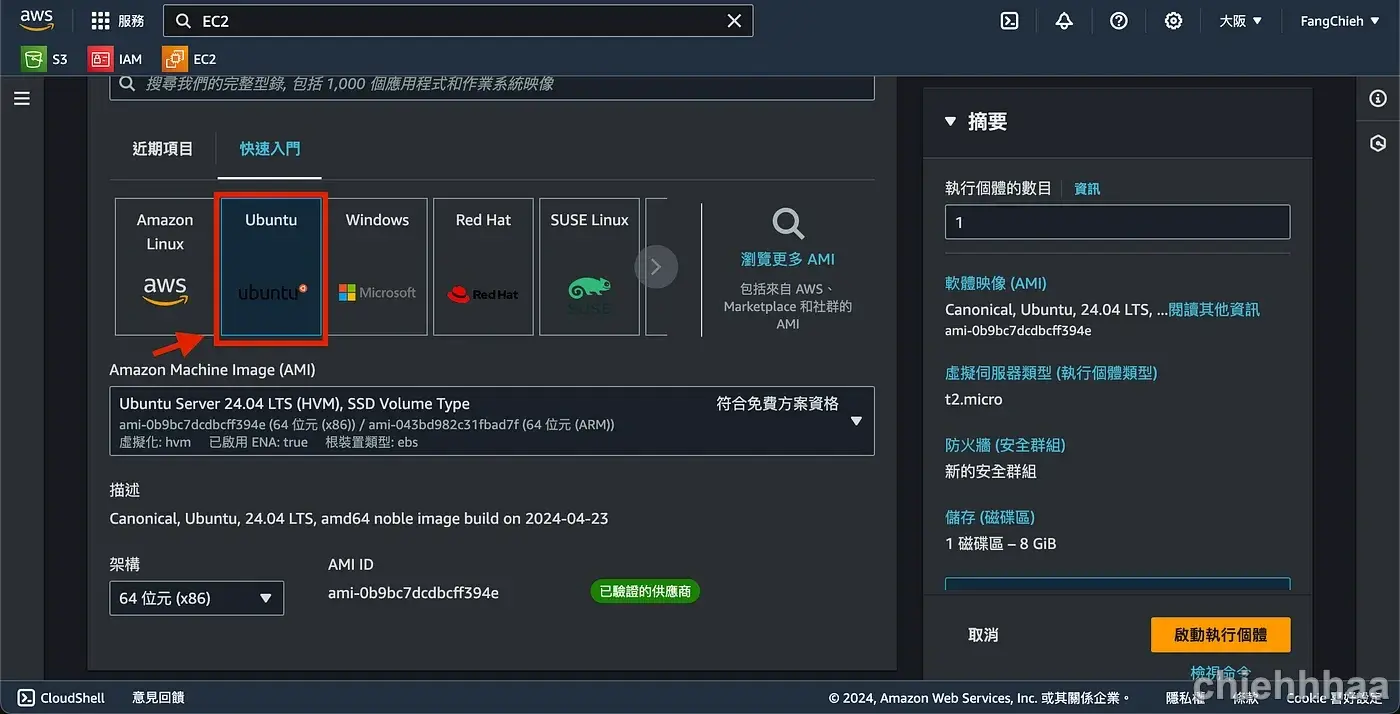 aws
服務
EC2
大阪
FangChieh
S3
IAM
EC2
搜尋我們的完整型錄, 包括 1,000 個應用程式和作業系統映像
近期項目
快速入門
Amazon
Linux
aws
Ubuntu
ubuntu
Windows
Microsoft
Red Hat
Red Hat
SUSE Linux
SUSE
瀏覽更多 AMI
包括來自 AWS、
Marketplace 和社群的
AMI
Amazon Machine Image (AMI)
Ubuntu Server 24.04 LTS (HVM), SSD Volume Type
符合免費方案資格
ami-0b9bc7dcdbcff394e (64 位元 (x86)) / ami-043bd982c31fbad7f (64 位元 (ARM))
虛擬化: hvm 已啟用 ENA: true 根裝置類型: ebs
描述
Canonical, Ubuntu, 24.04 LTS, amd64 noble image build on 2024-04-23
架構
64 位元 (x86)
AMI ID
ami-0b9bc7dcdbcff394e
已驗證的供應商
摘要
執行個體的數目
資訊
1
軟體映像 (AMI)
Canonical, Ubuntu, 24.04 LTS, ...閱讀其他資訊
ami-0b9bc7dcdbcff394e
虛擬伺服器類型 (執行個體類型)
t2.micro
防火牆 (安全群組)
新的安全群組
儲存 (磁碟區)
1 磁碟區 – 8 GiB
取消
啟動執行個體
檢視命令
CloudShell
意見回饋
© 2024, Amazon Web Services, Inc. 或其關係企業。
隱私權
條款
Cookie 喜好設定
chiehhhaa